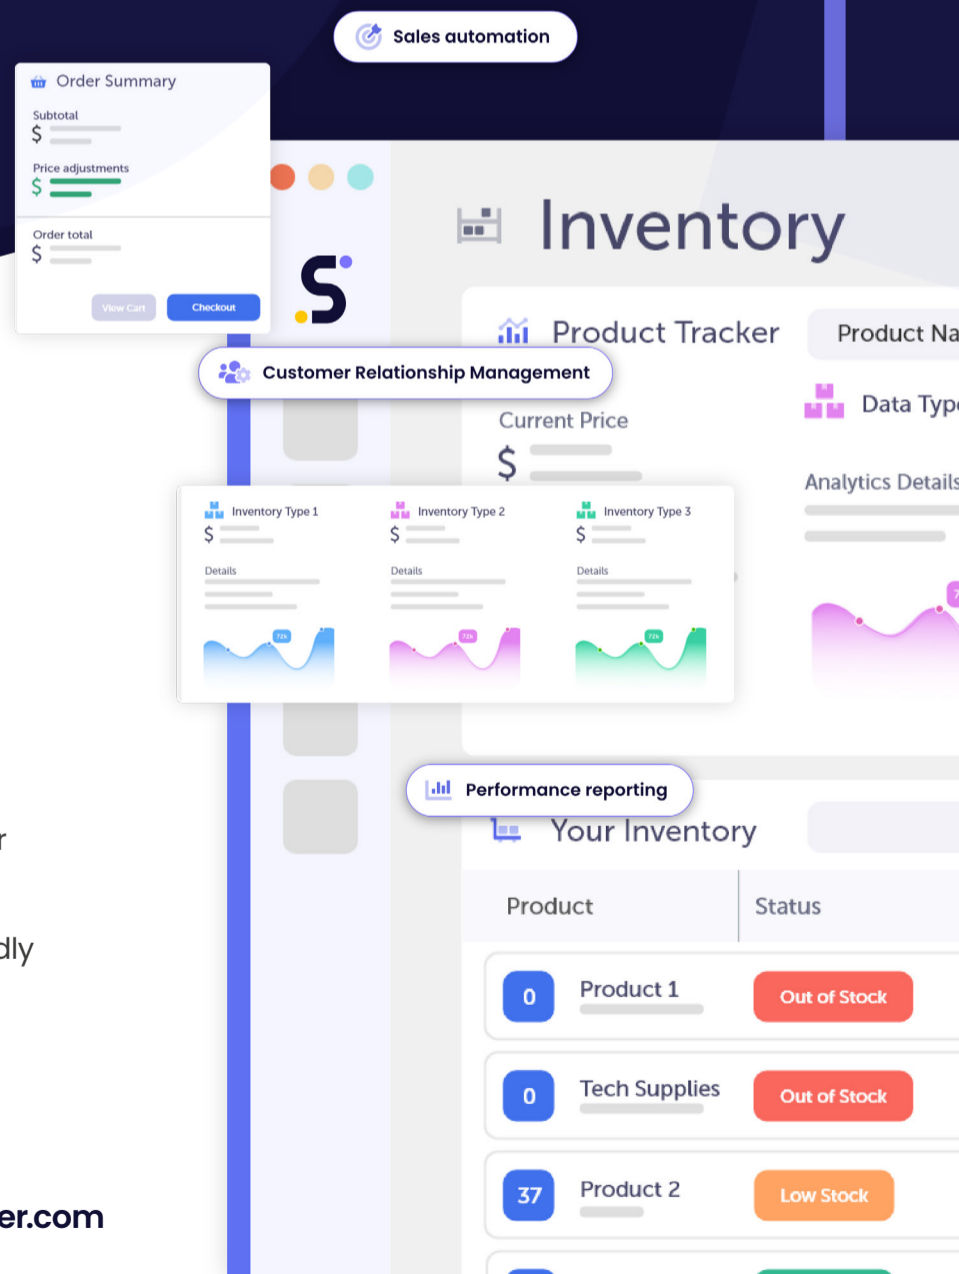 Sales automation
Order Summary
Subtotal
$
Price adjustments
$
Order total
$
View Cart
Checkout
Inventory
Product Tracker
Product Na
Customer Relationship Management
Data Type
Current Price
$
Analytics Details
Inventory Type 1
$
Details
72k
Inventory Type 2
$
Details
72k
Inventory Type 3
$
Details
72k
7
Performance reporting
Your Inventory
Product
Status
0
Product 1
Out of Stock
0
Tech Supplies
Out of Stock
37
Product 2
Low Stock
r
dly
er.com